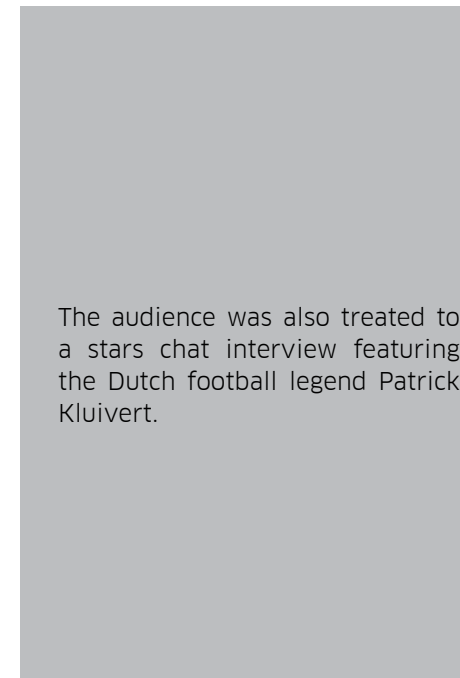 The audience was also treated to
a stars chat interview featuring
the Dutch football legend Patrick
Kluivert.